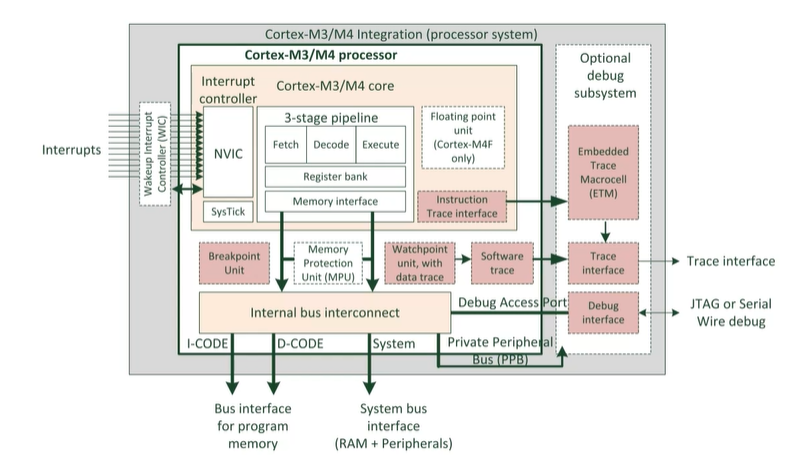 Cortex-M3/M4 Integration (processor system)
Cortex-M3/M4 processor
Optional
debug
subsystem
Interrupt
controller
Cortex-M3/M4 core
Interrupts
Wakeup Interrupt
Controller (WIC)
NVIC
SysTick
3-stage pipeline
Fetch
Decode
Execute
Register bank
Memory interface
Floating point
unit
(Cortex-M4F
only)
Instruction
Trace interface
Embedded
Trace
Macrocell
(ETM)
Breakpoint
Unit
Memory
Protection
Unit (MPU)
Watchpoint
unit, with
data trace
Software
trace
Trace
interface
Trace interface
Internal bus interconnect
Debug Access Port
Debug
interface
JTAG or Serial
Wire debug
I-CODE
D-CODE
System
Private Peripheral
Bus (PPB)
Bus interface
for program
memory
System bus
interface
(RAM + Peripherals)